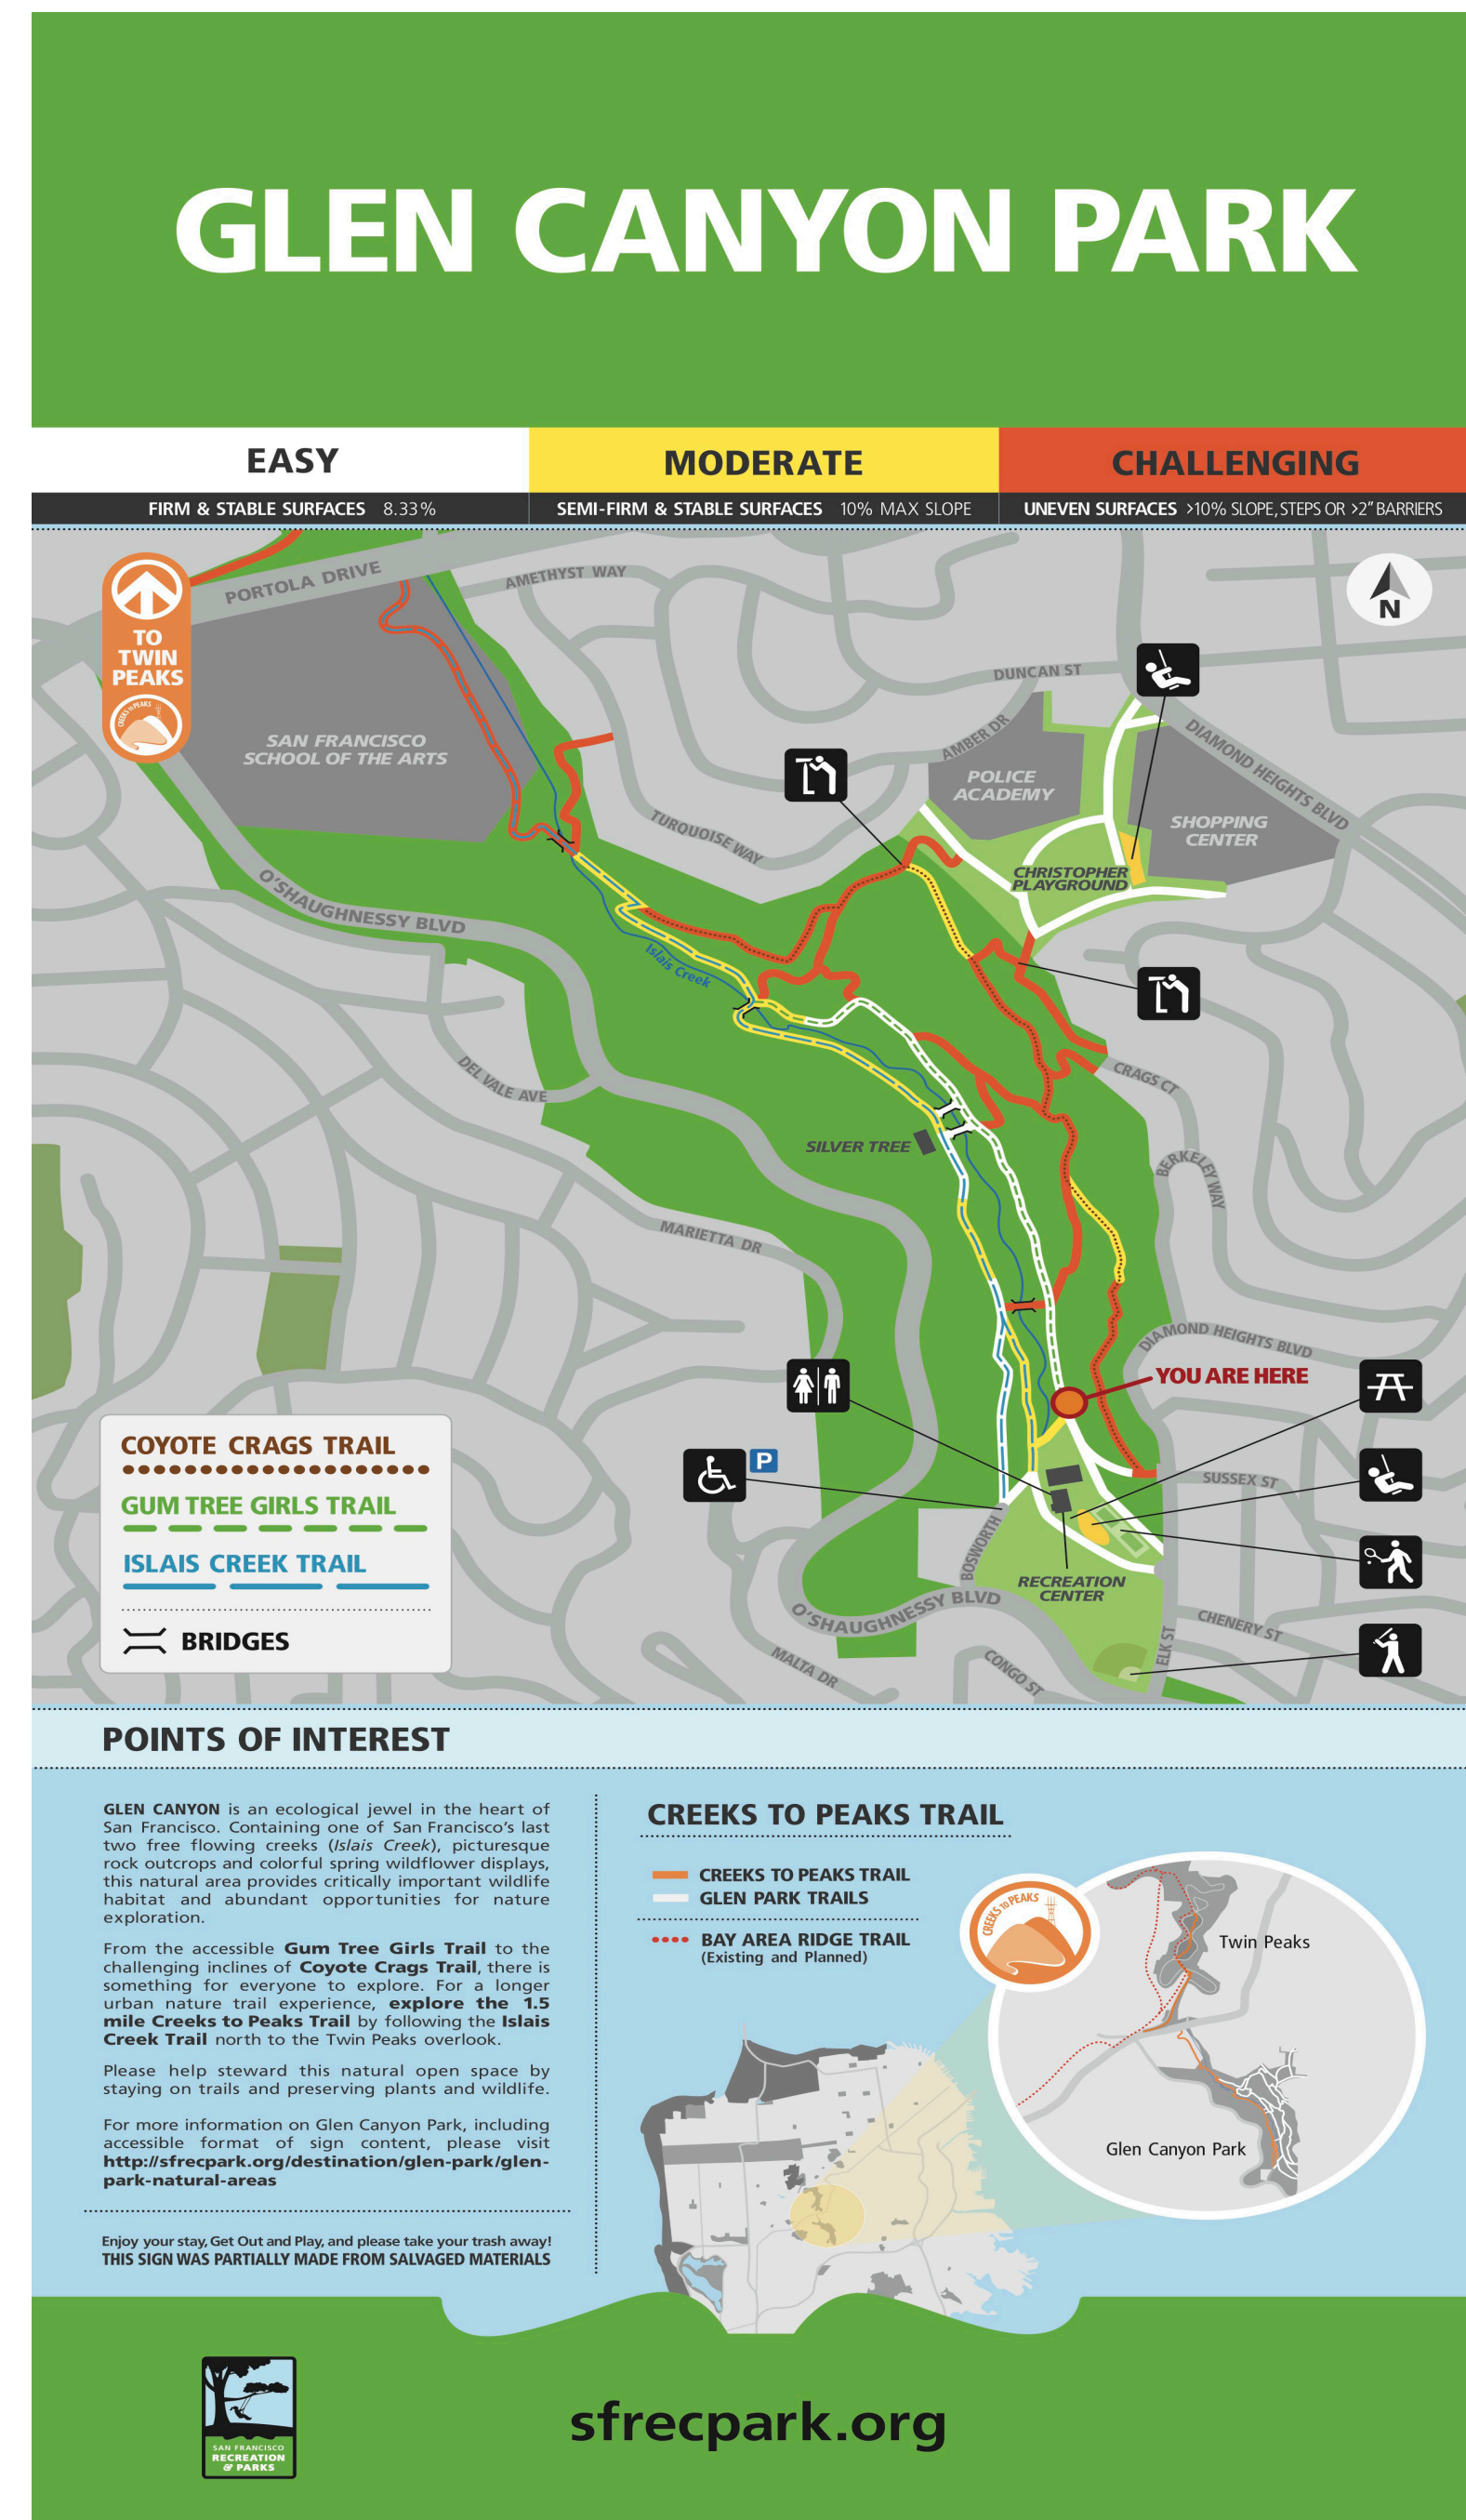 GLEN CANYON PARK
EASY
MODERATE
CHALLENGING
FIRM & STABLE SURFACES 8.33%
SEMI-FIRM & STABLE SURFACES 10% MAX SLOPE
UNEVEN SURFACES >10% SLOPE, STEPS OR >2" BARRIERS
TO
TWIN
PEAKS
CREEKS to PEAKS
PORTOLA DRIVE
AMETHYST WAY
N
DUNCAN ST
AMBER DR
DIAMOND HEIGHTS BLVD
SAN FRANCISCO
SCHOOL OF THE ARTS
POLICE
ACADEMY
SHOPPING
CENTER
TURQUOISE WAY
CHRISTOPHER
PLAYGROUND
O'SHAUGHNESSY BLVD
Islais Creek
DEL VALE AVE
CRAGS CT
SILVER TREE
BERKELEY WAY
MARIETTA DR
DIAMOND HEIGHTS BLVD
YOU ARE HERE
P
SUSSEX ST
BOSWORTH
RECREATION
CENTER
O'SHAUGHNESSY BLVD
CHENERY ST
ELK ST
MALTA DR
CONGO ST
COYOTE CRAGS TRAIL
GUM TREE GIRLS TRAIL
ISLAIS CREEK TRAIL
BRIDGES
POINTS OF INTEREST
GLEN CANYON is an ecological jewel in the heart of
San Francisco. Containing one of San Francisco's last
two free flowing creeks (Islais Creek), picturesque
rock outcrops and colorful spring wildflower displays,
this natural area provides critically important wildlife
habitat and abundant opportunities for nature
exploration.
From the accessible Gum Tree Girls Trail to the
challenging inclines of Coyote Crags Trail, there is
something for everyone to explore. For a longer
urban nature trail experience, explore the 1.5
mile Creeks to Peaks Trail by following the Islais
Creek Trail north to the Twin Peaks overlook.
Please help steward this natural open space by
staying on trails and preserving plants and wildlife.
For more information on Glen Canyon Park, including
accessible format of sign content, please visit
http://sfrecpark.org/destination/glen-park/glen-
park-natural-areas
Enjoy your stay, Get Out and Play, and please take your trash away!
THIS SIGN WAS PARTIALLY MADE FROM SALVAGED MATERIALS
CREEKS TO PEAKS TRAIL
CREEKS TO PEAKS TRAIL
GLEN PARK TRAILS
BAY AREA RIDGE TRAIL
(Existing and Planned)
CREEKS to PEAKS
Twin Peaks
Glen Canyon Park
SAN FRANCISCO
RECREATION
& PARKS
sfrecpark.org